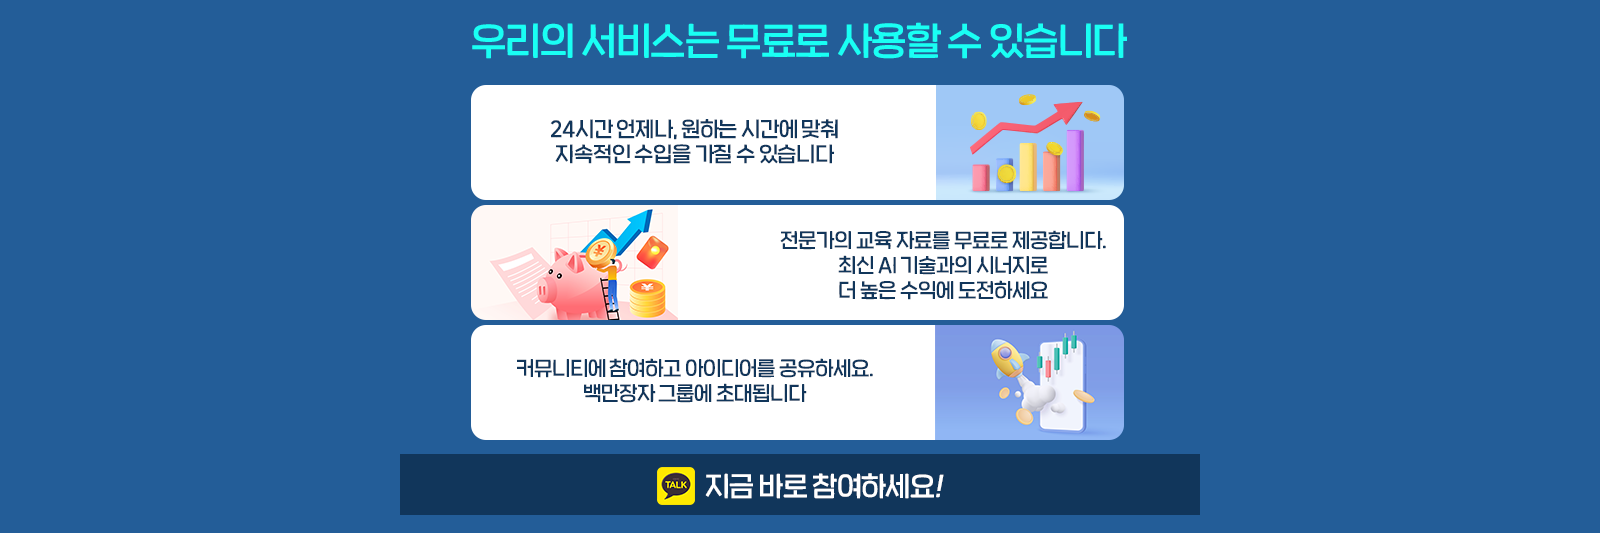 우리의 서비스는 무료로 사용할 수 있습니다
24시간 언제나, 원하는 시간에 맞춰
지속적인 수입을 가질 수 있습니다
전문가의 교육 자료를 무료로 제공합니다.
최신 AI 기술과의 시너지로
더 높은 수익에 도전하세요
커뮤니티에 참여하고 아이디어를 공유하세요.
백만장자 그룹에 초대됩니다
TALK 지금 바로 참여하세요!